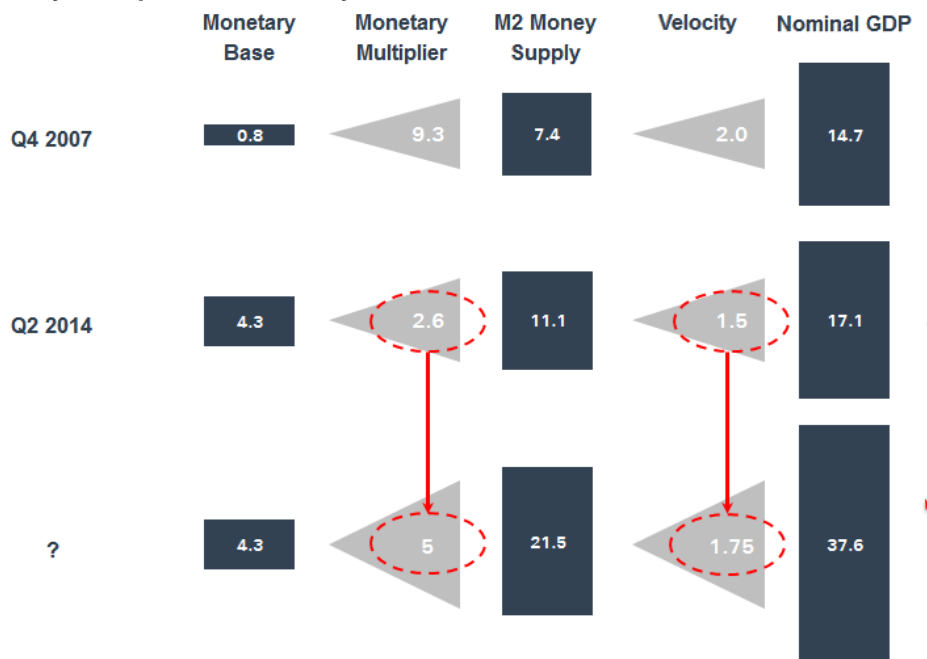 Monetary Monetary M2 Money Velocity Nominal GDP
Base Multiplier Supply
Q4 2007 0.8 9.3 7.4 2.0 14.7
Q2 2014 4.3 2.6 11.1 1.5 17.1
? 4.3 5 21.5 1.75 37.6